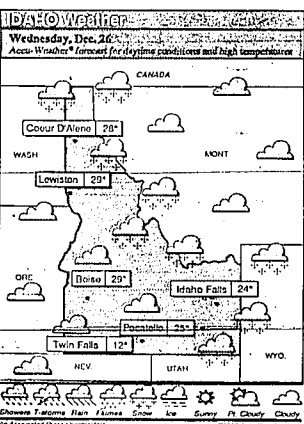 IDAHO weather
Wednesday, Dec. 26
Accu-Weather® forecast for daytime conditions and high temperatures
CANADA
Coeur D'Alene 28°
WASH
MONT
Lewiston 29°
ORE
Boise 29°
Idaho Falls 24°
Pocatello 25°
Twin Falls 12°
WYO.
NEV.
UTAH
Showers T-storms Rain Flurries Snow Ice Sunny Pt. Cloudy Cloudy